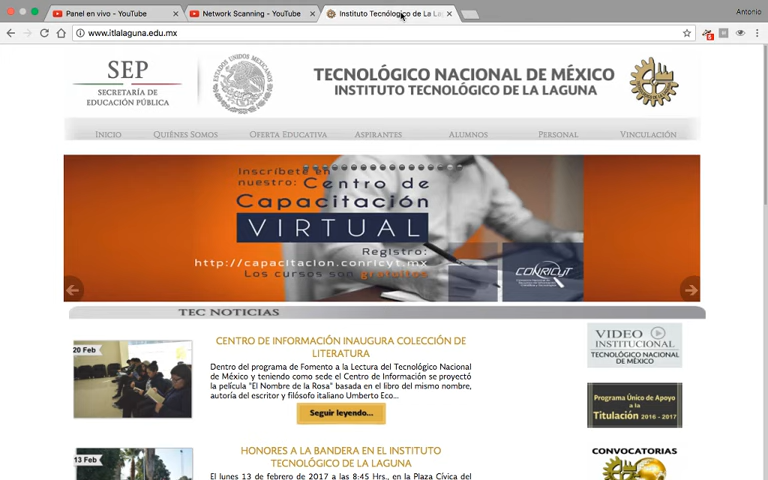 Panel en vivo - YouTube
Network Scanning - YouTube
Instituto Tecnólogico de La La
Antonio
www.itlalaguna.edu.mx
SEP
SECRETARÍA DE
EDUCACIÓN PÚBLICA
ESTADOS UNIDOS MEXICANOS
TECNOLÓGICO NACIONAL DE MÉXICO
INSTITUTO TECNOLÓGICO DE LA LAGUNA
INICIO
QUIÉNES SOMOS
OFERTA EDUCATIVA
ASPIRANTES
ALUMNOS
PERSONAL
VINCULACIÓN
Inscríbete en
nuestro: Centro de
Capacitación
VIRTUAL
Registro:
http://capacitacion.conricyt.mx
Los cursos son gratuitos
CONRICYT
TEC NOTICIAS
20 Feb
CENTRO DE INFORMACIÓN INAUGURA COLECCIÓN DE
LITERATURA
Dentro del programa de Fomento a la Lectura del Tecnológico Nacional
de México y teniendo como sede el Centro de Información se proyectó
la película "El Nombre de la Rosa" basada en el libro del mismo nombre,
autoría del escritor y filósofo italiano Umberto Eco...
Seguir leyendo...
13 Feb
HONORES A LA BANDERA EN EL INSTITUTO
TECNOLÓGICO DE LA LAGUNA
El lunes 13 de febrero de 2017 a las 8:45 Hrs., en la Plaza Cívica del
VIDEO
INSTITUCIONAL
TECNOLÓGICO NACIONAL
DE MÉXICO
Programa Único de Apoyo
a la
Titulación 2016 - 2017
CONVOCATORIAS